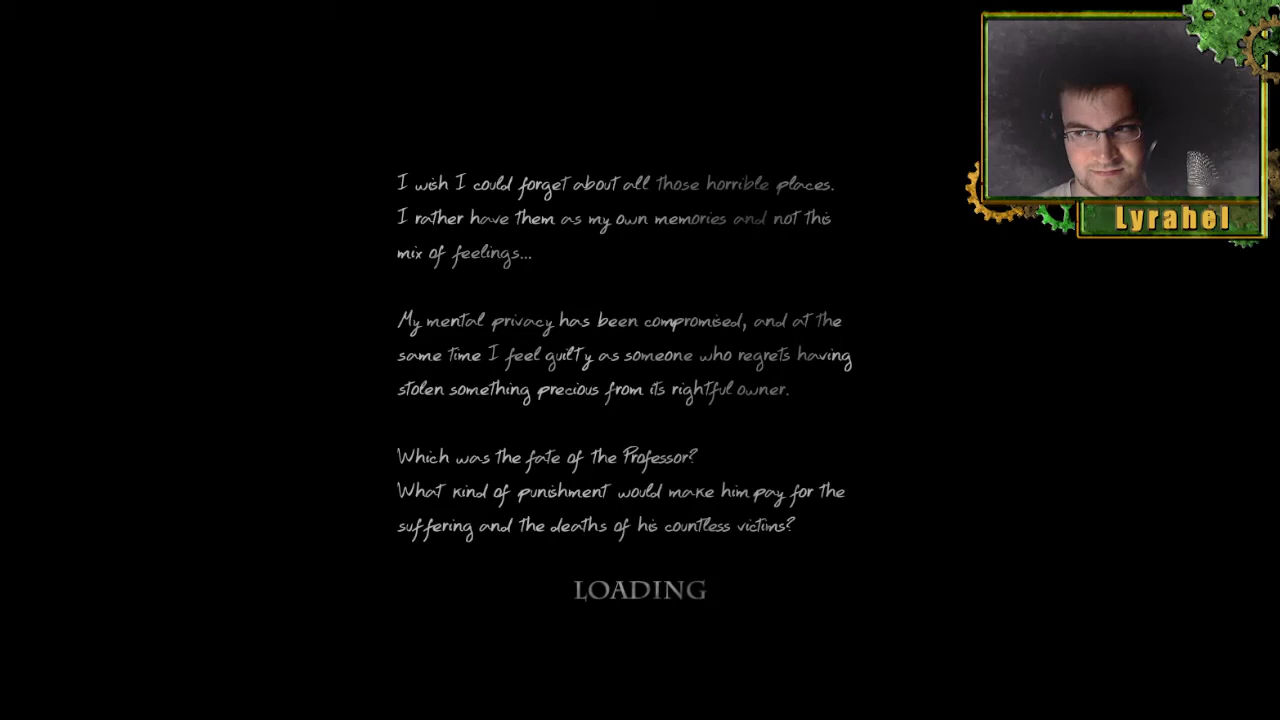 I wish I could forget about all those horrible places.
I rather have them as my own memories and not this
mix of feelings...
My mental privacy has been compromised, and at the
same time I feel guilty as someone who regrets having
stolen something precious from its rightful owner.
Which was the fate of the Professor?
What kind of punishment would make him pay for the
suffering and the deaths of his countless victims?
LOADING
Lyrahel